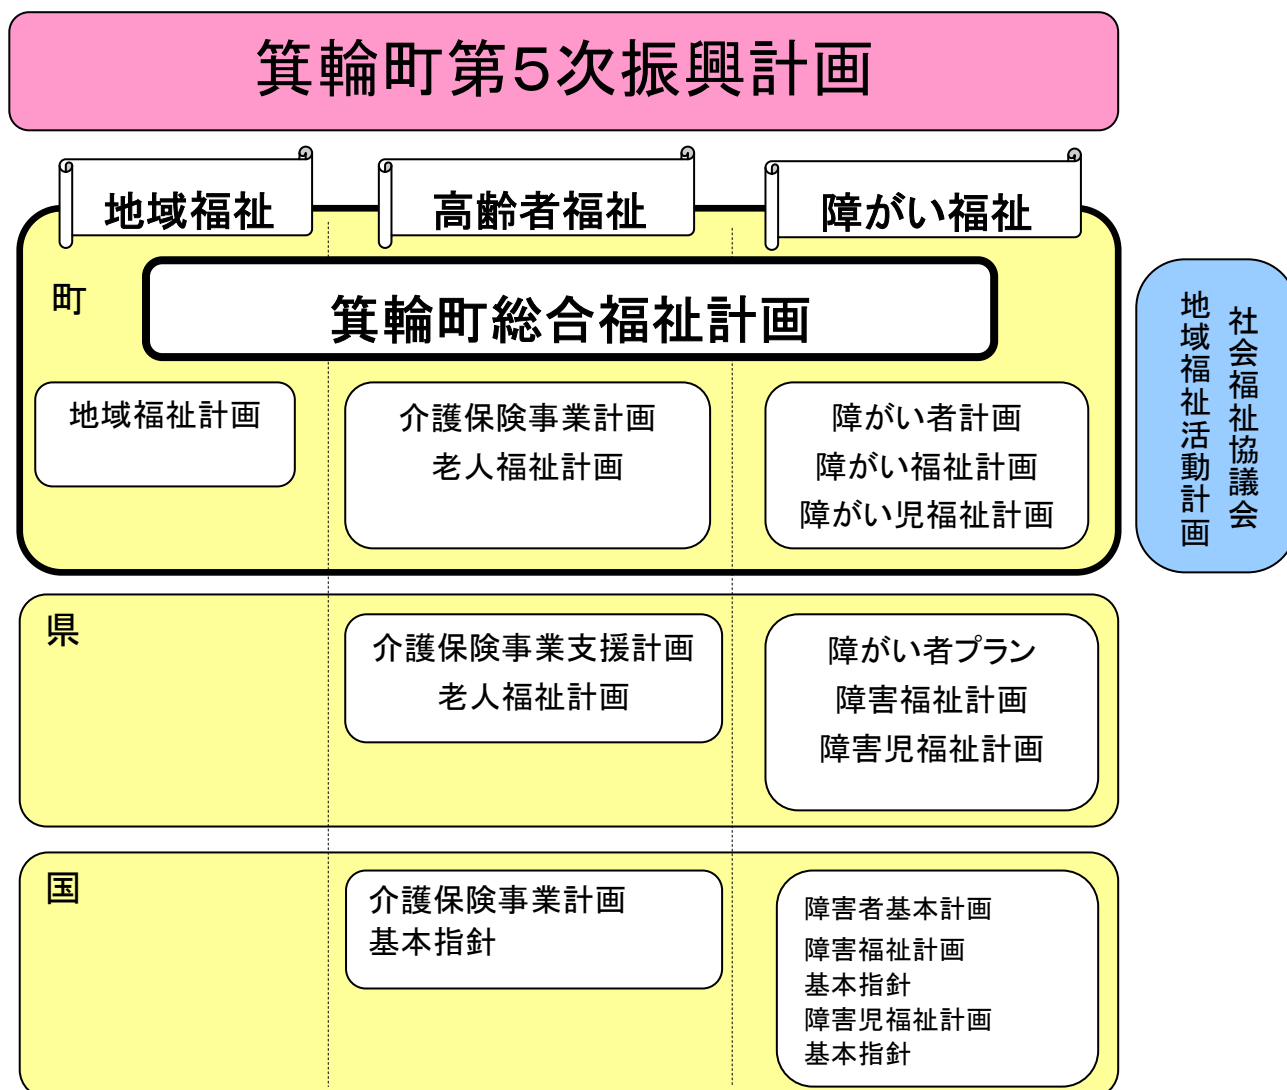 箕輪町第5次振興計画
地域福祉
高齢者福祉
障がい福祉
町
箕輪町総合福祉計画
地域福祉計画
介護保険事業計画
老人福祉計画
障がい者計画
障がい福祉計画
障がい児福祉計画
社会福祉協議会
地域福祉活動計画
県
介護保険事業支援計画
老人福祉計画
障がい者プラン
障害福祉計画
障害児福祉計画
国
介護保険事業計画
基本指針
障害者基本計画
障害福祉計画
基本指針
障害児福祉計画
基本指針